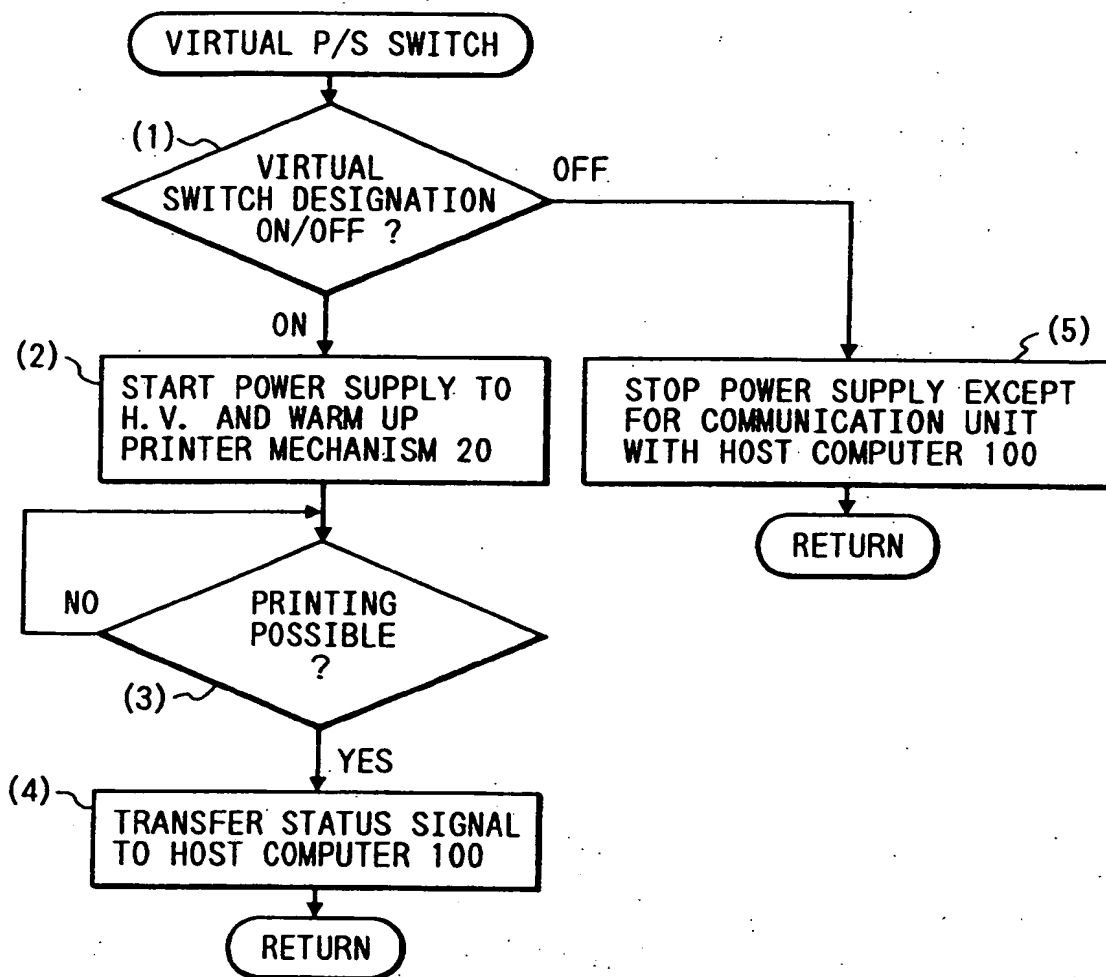 VIRTUAL P/S SWITCH
(1)
VIRTUAL
SWITCH DESIGNATION
ON/OFF ?
OFF
ON
(2)
START POWER SUPPLY TO
H.V. AND WARM UP
PRINTER MECHANISM 20
(5)
STOP POWER SUPPLY EXCEPT
FOR COMMUNICATION UNIT
WITH HOST COMPUTER 100
RETURN
NO
PRINTING
POSSIBLE
?
(3)
YES
(4)
TRANSFER STATUS SIGNAL
TO HOST COMPUTER 100
RETURN